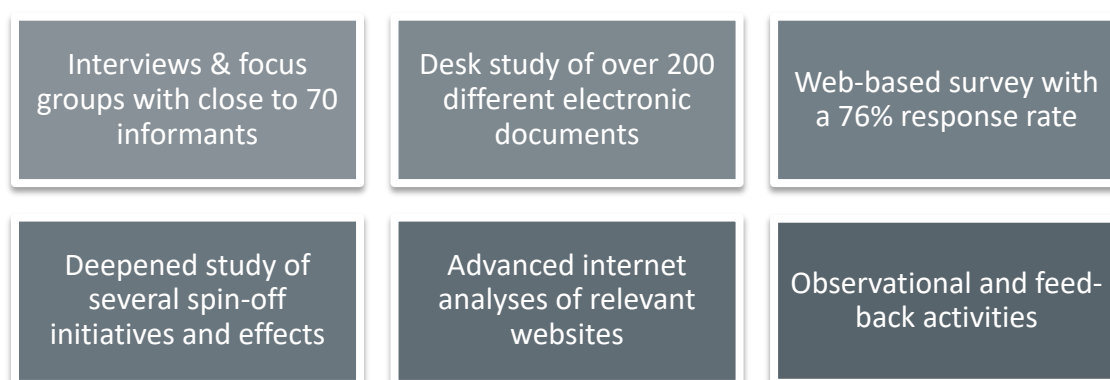 Interviews & focus
groups with close to 70
informants
Desk study of over 200
different electronic
documents
Web-based survey with
a 76% response rate
Deepened study of
several spin-off
initiatives and effects
Advanced internet
analyses of relevant
websites
Observational and feed-
back activities